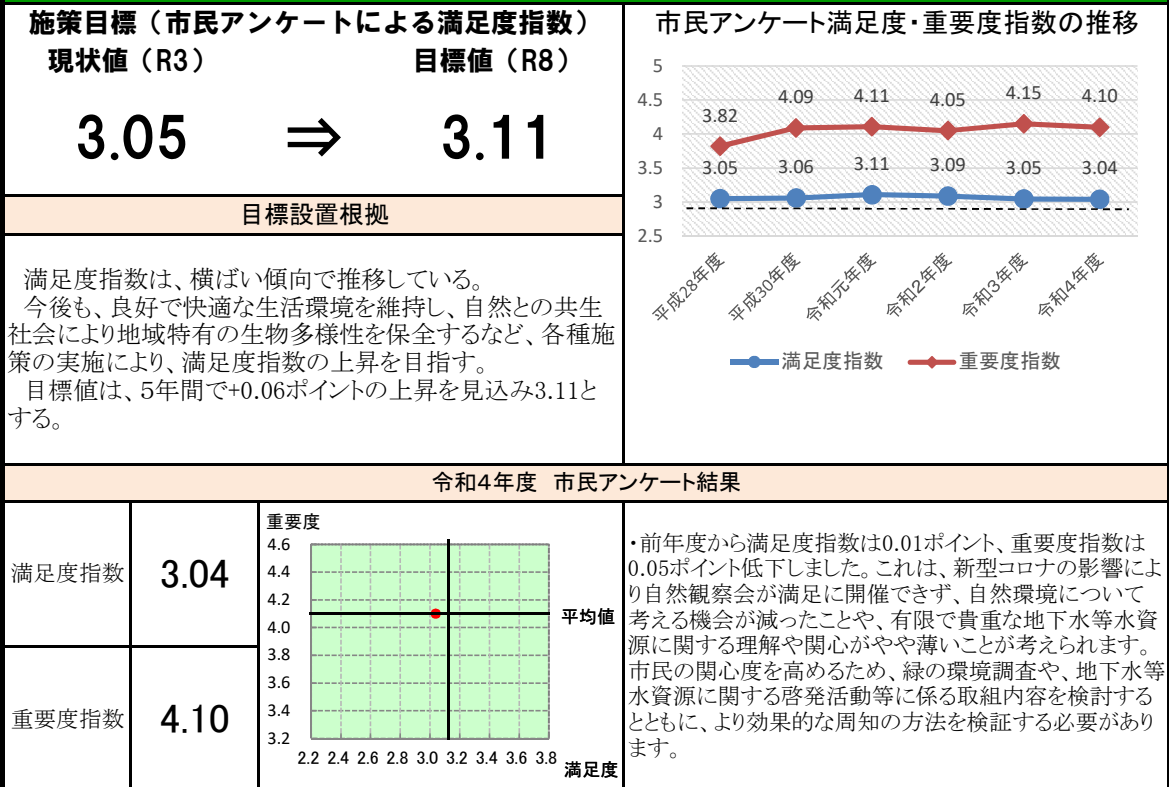 施策目標（市民アンケートによる満足度指数）
現状値（R3）
目標値（R8）
3.05 ⇒ 3.11
目標設置根拠
満足度指数は、横ばい傾向で推移している。
今後も、良好で快適な生活環境を維持し、自然との共生
社会により地域特有の生物多様性を保全するなど、各種施
策の実施により、満足度指数の上昇を目指す。
目標値は、5年間で+0.06ポイントの上昇を見込み3.11と
する。
市民アンケート満足度・重要度指数の推移
5
4.5
4
3.5
3
2.5
3.82 4.09 4.11 4.05 4.15 4.10
3.05 3.06 3.11 3.09 3.05 3.04
平成28年度 平成30年度 令和元年度 令和2年度 令和3年度 令和4年度
満足度指数 重要度指数
令和4年度 市民アンケート結果
満足度指数 3.04
重要度指数 4.10
重要度
4.6
4.4
4.2
4.0
3.8
3.6
3.4
3.2
2.2 2.4 2.6 2.8 3.0 3.2 3.4 3.6 3.8
平均値
満足度
・前年度から満足度指数は0.01ポイント、重要度指数は
0.05ポイント低下しました。これは、新型コロナの影響によ
り自然観察会が満足に開催できず、自然環境について
考える機会が減ったことや、有限で貴重な地下水等水資
源に関する理解や関心がやや薄いことが考えられます。
市民の関心度を高めるため、緑の環境調査や、地下水等
水資源に関する啓発活動等に係る取組内容を検討する
とともに、より効果的な周知の方法を検証する必要があり
ます。